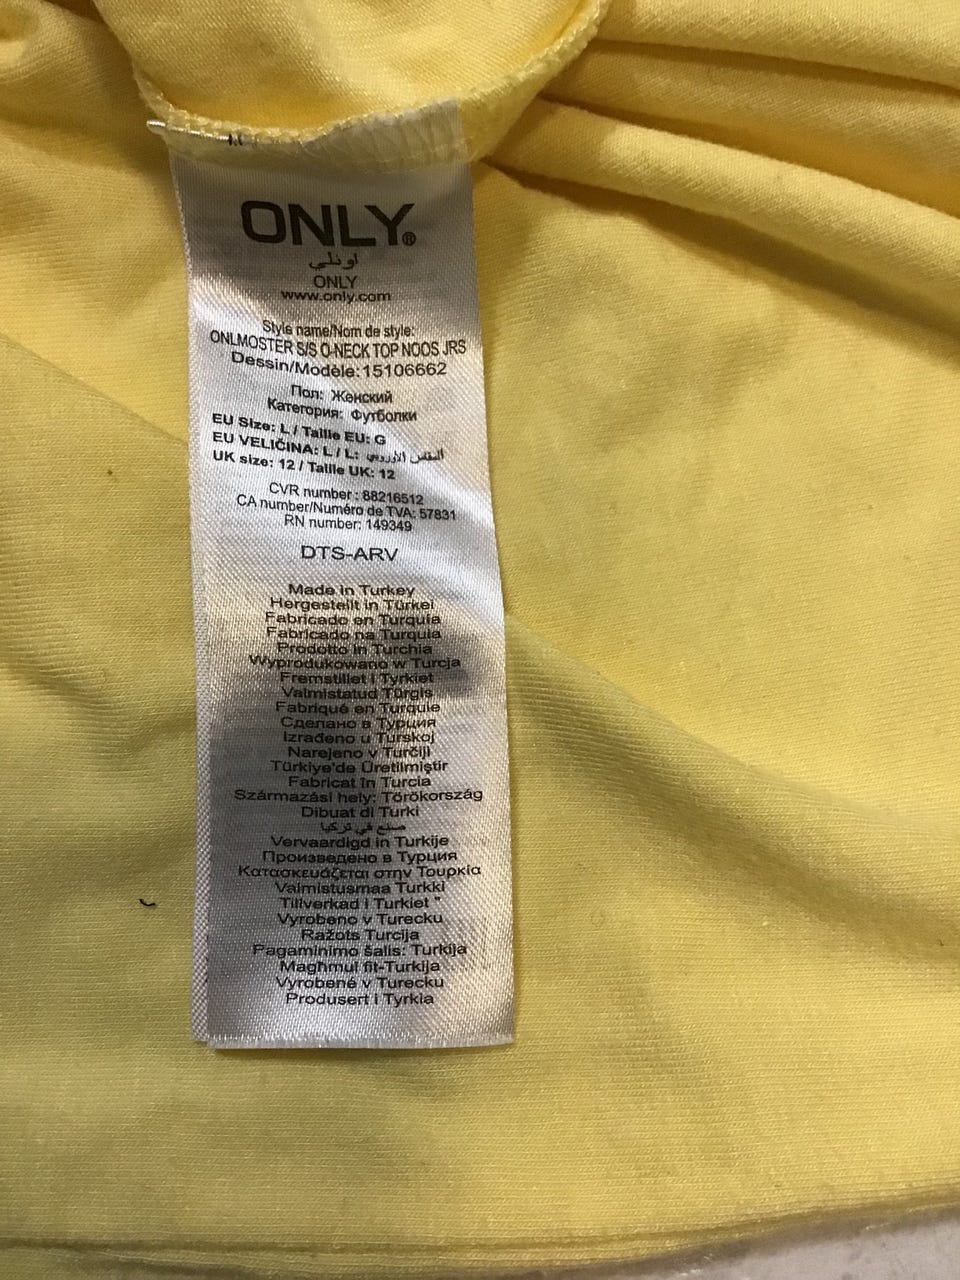 ONLY®
اونلي
ONLY
www.only.com
Style name/Nom de style:
ONLMOSTER S/S O-NECK TOP NOOS JRS
Dessin/Modèle:15106662
Пол: Женский
Категория: Футболки
EU Size: L / Taille EU: G
EU VELIČINA: L / L: المقاس الأوروبي
UK size: 12 / Taille UK: 12
CVR number : 88216512
CA number/Numéro de TVA: 57831
RN number: 149349
DTS-ARV
Made in Turkey
Hergestellt in Türkei
Fabricado en Turquía
Fabricado na Turquia
Prodotto in Turchia
Wyprodukowano w Turcja
Fremstillet i Tyrkiet
Valmistatud Türgis
Fabriqué en Turquie
Сделано в Турция
Izrađeno u Turskoj
Narejeno v Turčiji
Türkiye'de Üretilmiştir
Fabricat în Turcia
Származási hely: Törökország
Dibuat di Turki
صنع في تركيا
Vervaardigd in Turkije
Произведено в Турция
Κατασκευάζεται στην Τουρκία
Valmistusmaa Turkki
Tillverkad i Turkiet "
Vyrobeno v Turecku
Ražots Turcija
Pagaminimo šalis: Turkija
Magħmul fit-Turkija
Vyrobené v Turecku
Produsert i Tyrkia